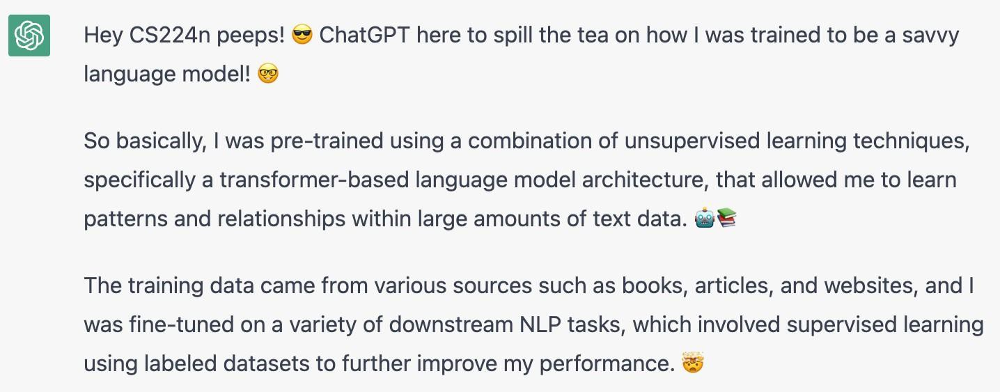 Hey CS224n peeps! 😎 ChatGPT here to spill the tea on how I was trained to be a savvy
language model! 🤓
So basically, I was pre-trained using a combination of unsupervised learning techniques,
specifically a transformer-based language model architecture, that allowed me to learn
patterns and relationships within large amounts of text data. 🤖📚
The training data came from various sources such as books, articles, and websites, and I
was fine-tuned on a variety of downstream NLP tasks, which involved supervised learning
using labeled datasets to further improve my performance. 🤯